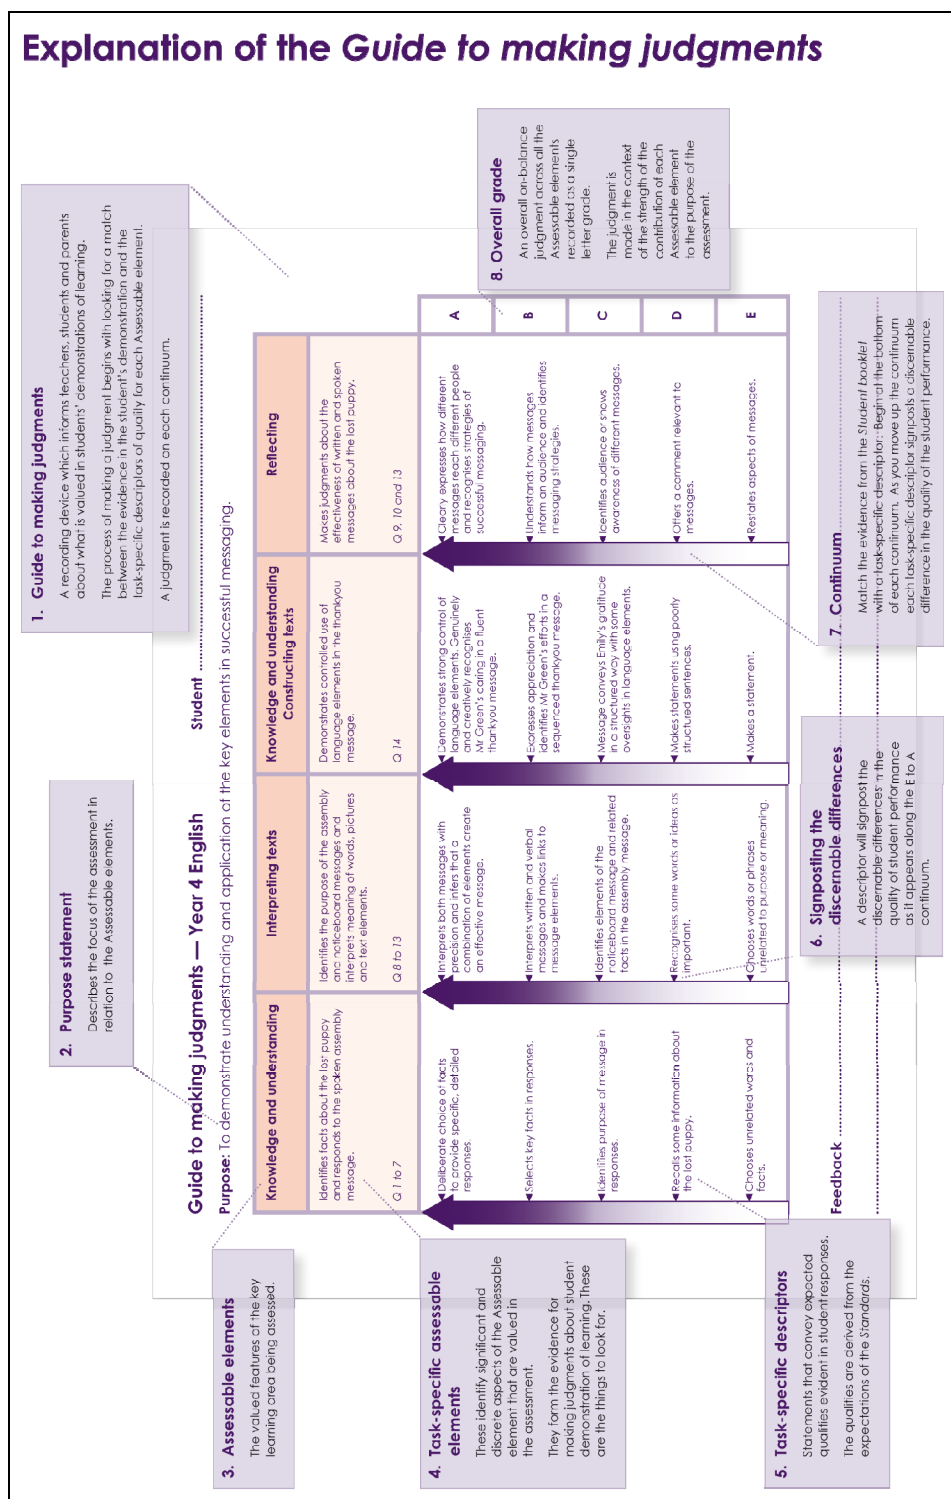 Explanation of the Guide to making judgments
1. Guide to making judgments
A recording device which informs teachers, students and parents
about what is valued in students' demonstrations of learning.
The process of making a judgment begins with looking for a match
between the evidence in the student's demonstration and the
task-specific descriptors of quality for each Assessable element.
A judgment is recorded on each continuum.
2. Purpose statement
Describes the focus of the assessment in
relation to the Assessable elements.
3. Assessable elements
The valued features of the key
learning area being assessed.
4. Task-specific assessable
elements
These identify significant and
discrete aspects of the Assessable
element that are valued in
the assessment.
They form the evidence for
making judgments about student
demonstration of learning. These
are the things to look for.
5. Task-specific descriptors
Statements that convey expected
qualities evident in student responses.
The qualities are derived from the
expectations of the Standards.
6. Signposting the
discernable differences
A descriptor will signpost the
discernable differences in the
quality of student performance
as it appears along the E to A
continuum.
7. Continuum
Match the evidence from the Student booklet
with a task-specific descriptor. Begin at the bottom
of each continuum. As you move up the continuum
each task-specific descriptor signposts a discernable
difference in the quality of the student performance.
8. Overall grade
An overall on-balance
judgment across all the
Assessable elements
recorded as a single
letter grade.
The judgment is
made in the context
of the strength of the
contribution of each
Assessable element
to the purpose of the
assessment.
Guide to making judgments — Year 4 English
Student
Purpose: To demonstrate understanding and application of the key elements in successful messaging.
Knowledge and understanding
Identifies facts about the lost puppy
and responds to the spoken assembly
message.
Q 1 to 7
Deliberate choice of facts
to provide specific, detailed
responses.
Selects key facts in responses.
Identifies purpose of message in
responses.
Recalls some information about
the lost puppy.
Chooses unrelated words and
facts.
Interpreting texts
Identifies the purpose of the assembly
and noticeboard messages and
interprets meaning of words, pictures
and text elements.
Q 8 to 13
Interprets both messages with
precision and infers that a
combination of elements create
an effective message.
Interprets written and verbal
messages and makes links to
message elements.
Identifies elements of the
noticeboard message and related
facts in the assembly message.
Recognises some words or ideas as
important.
Chooses words or phrases
unrelated to purpose or meaning.
Knowledge and understanding
Constructing texts
Demonstrates controlled use of
language elements in the thankyou
message.
Q 14
Demonstrates strong control of
language elements. Genuinely
and creatively recognises
Mr Green's caring in a fluent
thankyou message.
Expresses appreciation and
identifies Mr Green's efforts in a
sequenced thankyou message.
Message conveys Emily's gratitude
in a structured way with some
oversights in language elements.
Makes statements using poorly
structured sentences.
Makes a statement.
Reflecting
Makes judgments about the
effectiveness of written and spoken
messages about the lost puppy.
Q 9, 10 and 13
Cleary expresses how different
messages reach different people
and recognises strategies of
successful messaging.
Understands how messages
inform an audience and identifies
messaging strategies.
Identifies audience or shows
awareness of different messages.
Offers a comment relevant to
messages.
Restates aspects of messages.
A
B
C
D
E
Feedback